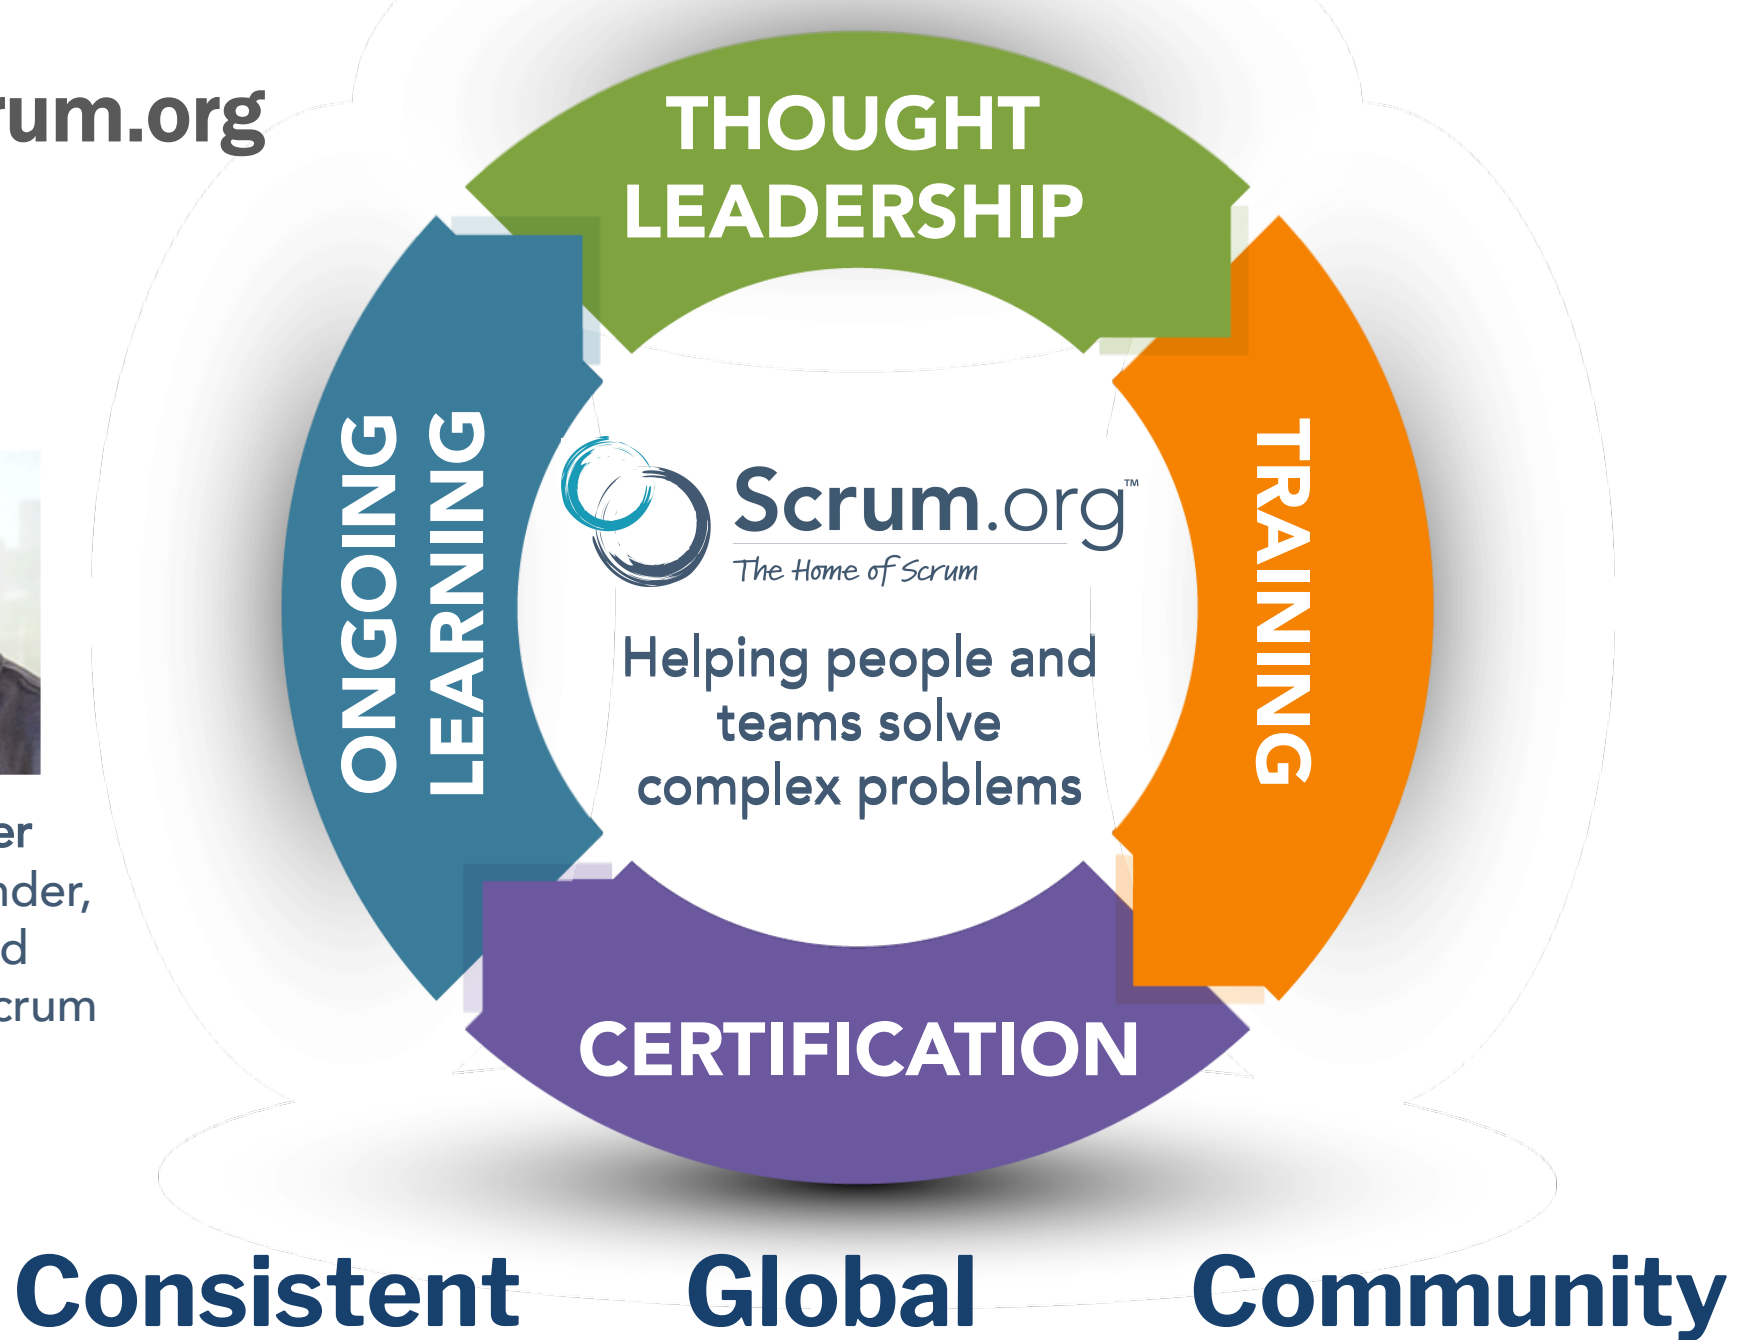 rum.org
THOUGHT
LEADERSHIP
ONGOING
LEARNING
TRAINING
Scrum.org™
The Home of Scrum
Helping people and
teams solve
complex problems
er
nder,
d
crum
CERTIFICATION
Consistent Global Community